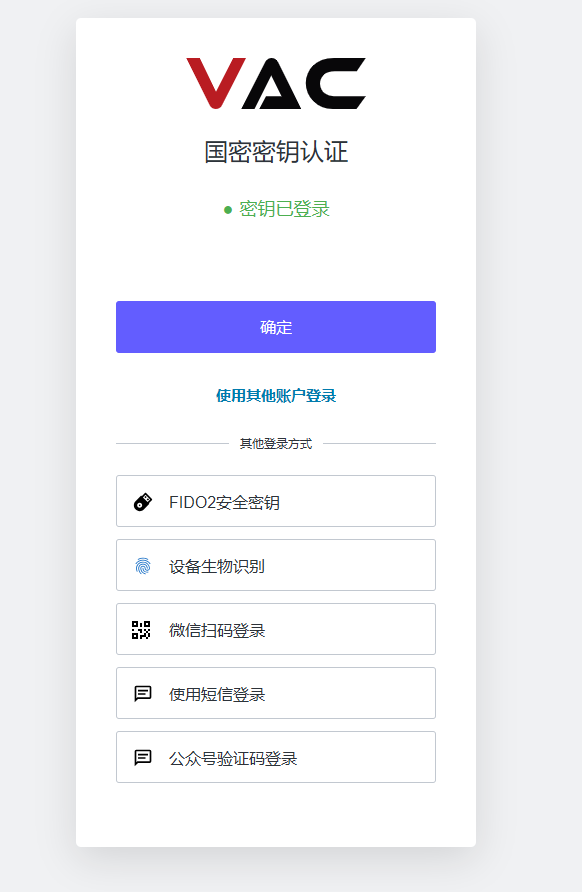 VAC
国密密钥认证
● 密钥已登录
确定
使用其他账户登录
其他登录方式
FIDO2安全密钥
设备生物识别
微信扫码登录
使用短信登录
公众号验证码登录